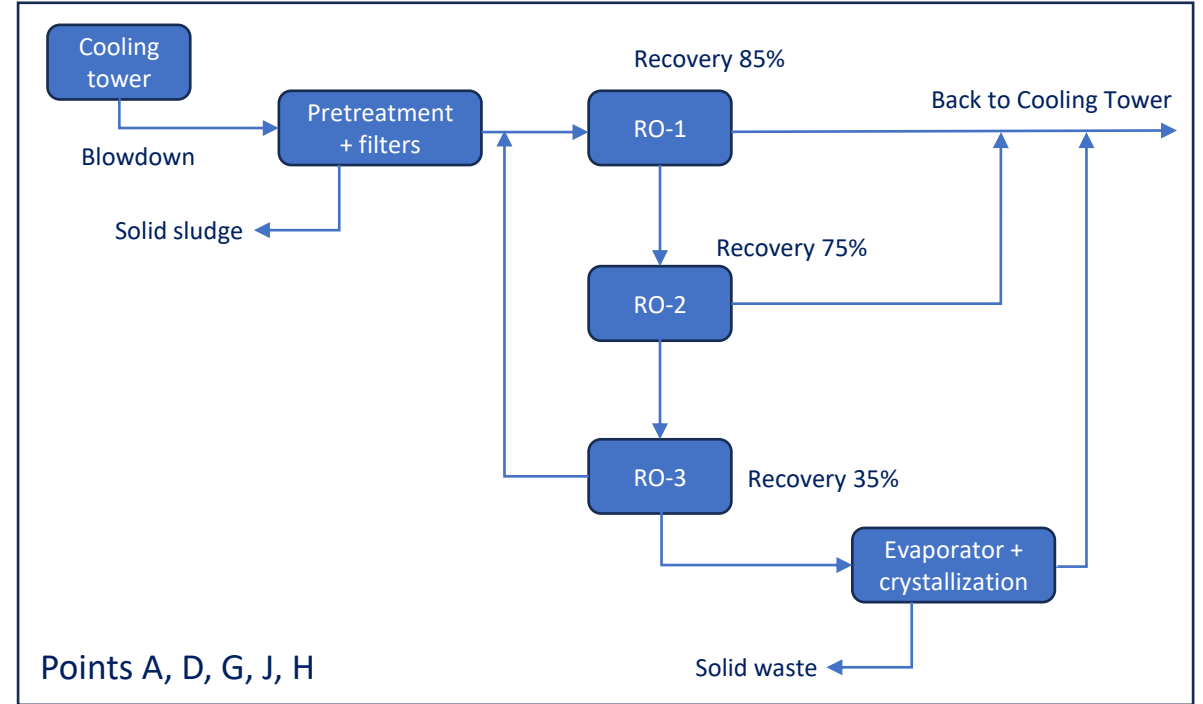 Cooling
tower
Recovery 85%
Back to Cooling Tower
Pretreatment
+ filters
RO-1
Blowdown
Solid sludge
Recovery 75%
RO-2
RO-3
Recovery 35%
Evaporator +
crystallization
Points A, D, G, J, H
Solid waste